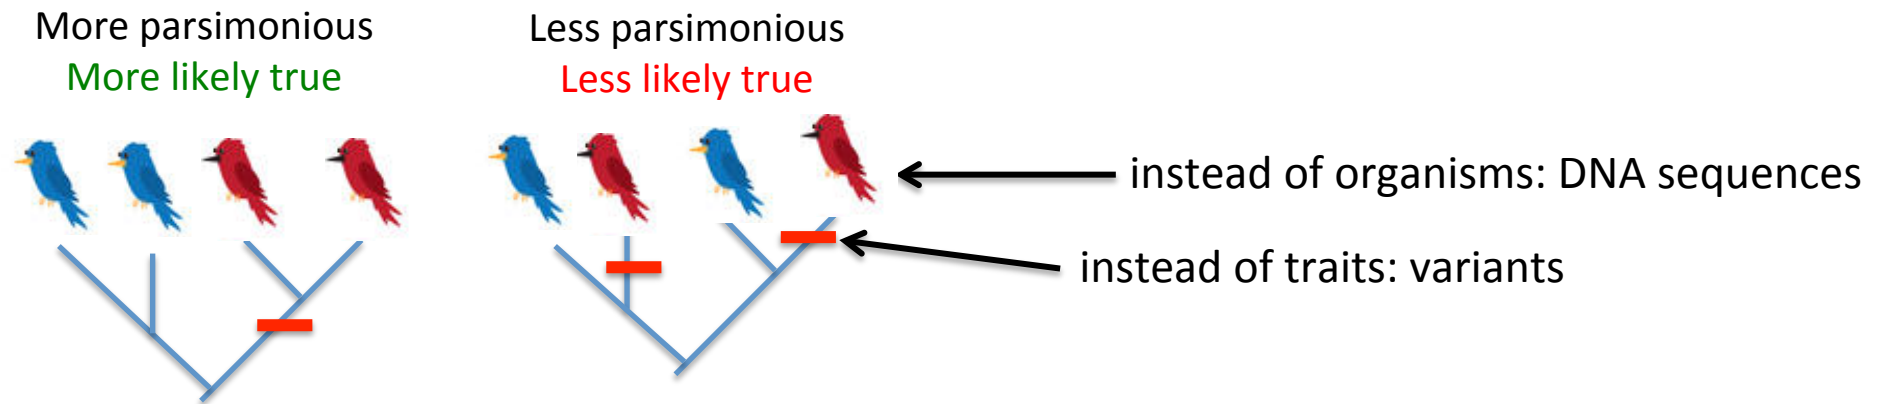 More parsimonious
More likely true
Less parsimonious
Less likely true
instead of organisms: DNA sequences
instead of traits: variants